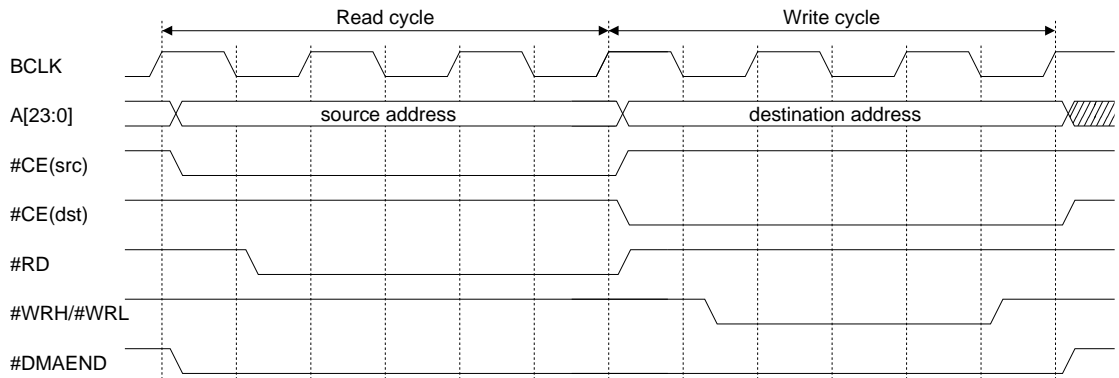 Read cycle Write cycle
BCLK
A[23:0] source address destination address
#CE(src)
#CE(dst)
#RD
#WRH/#WRL
#DMAEND